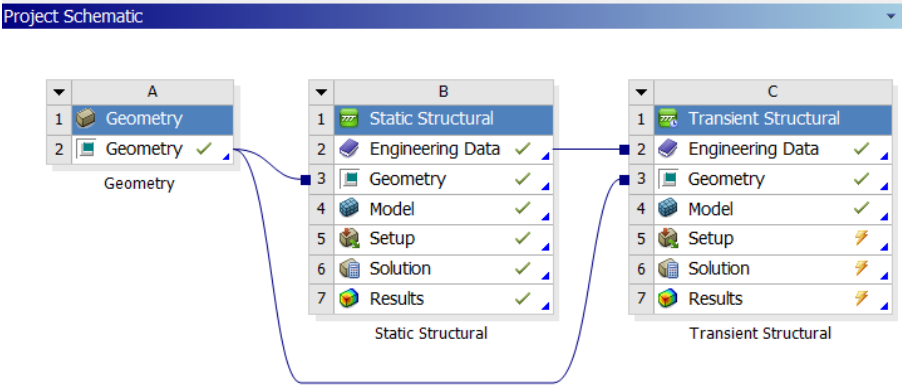 Project Schematic
A
1 Geometry
2 Geometry
Geometry
B
1 Static Structural
2 Engineering Data
3 Geometry
4 Model
5 Setup
6 Solution
7 Results
Static Structural
C
1 Transient Structural
2 Engineering Data
3 Geometry
4 Model
5 Setup
6 Solution
7 Results
Transient Structural